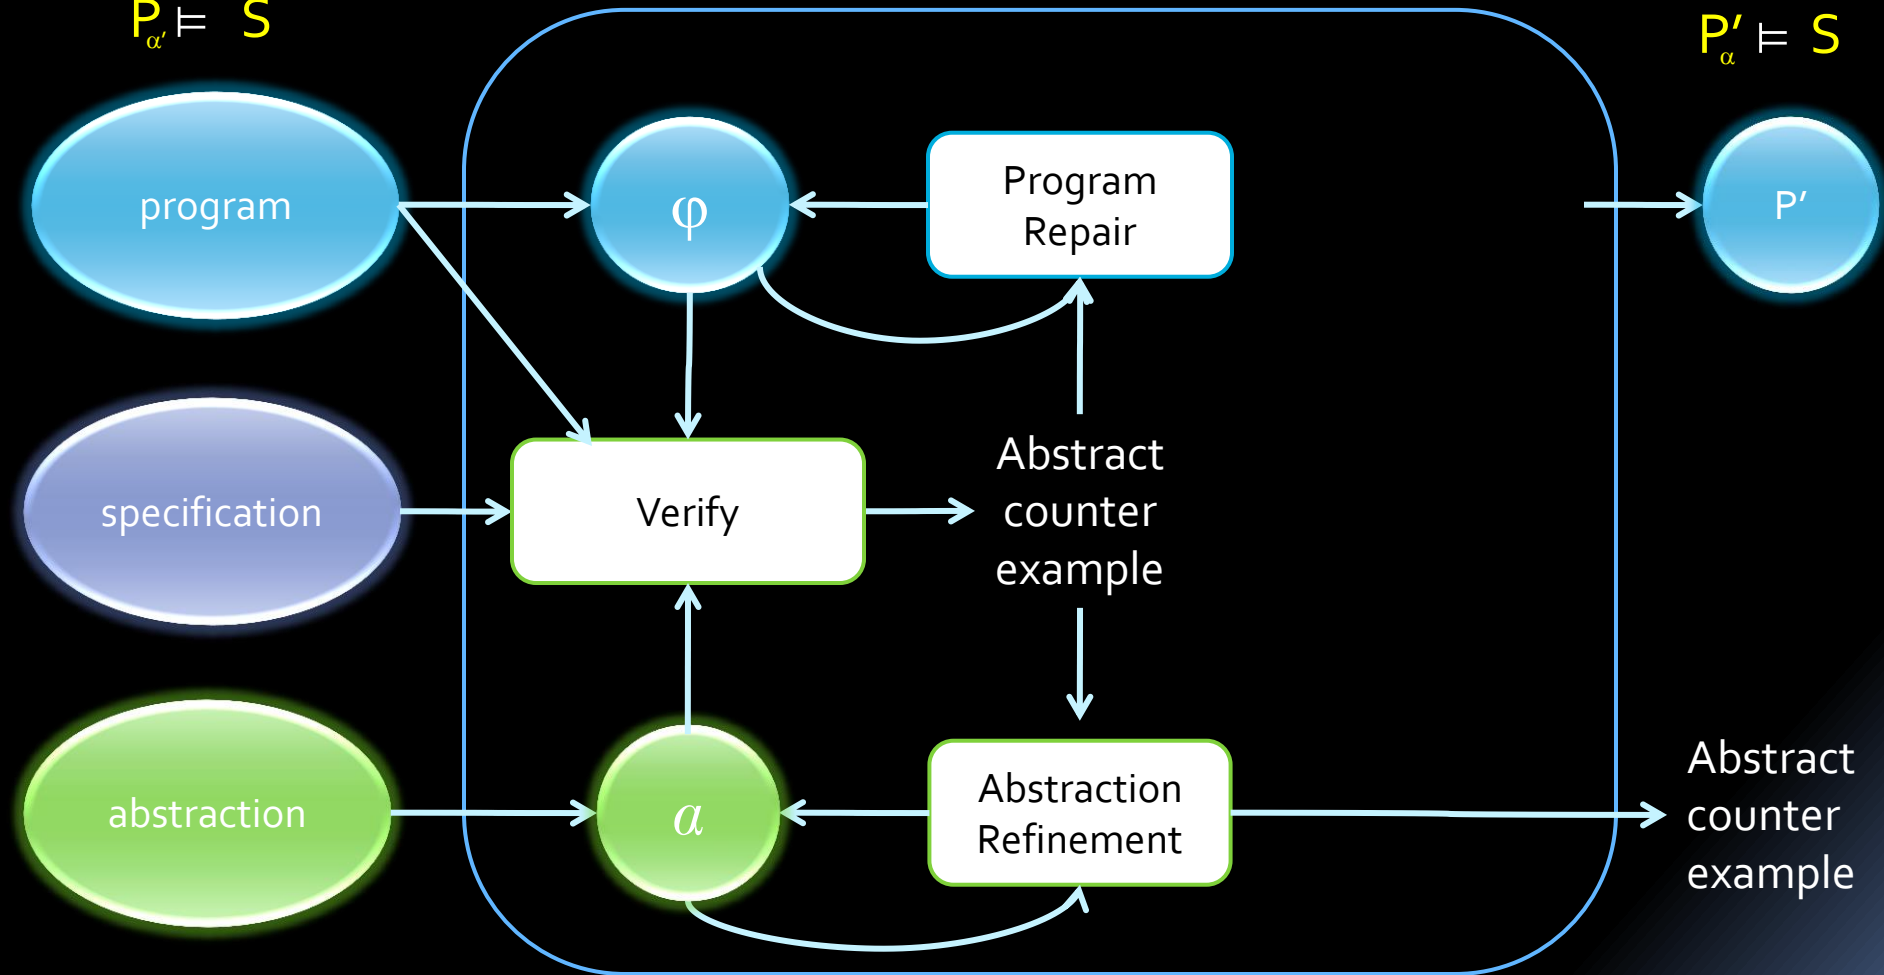 Pα′ ⊨ S
P′α ⊨ S
program
φ
Program
Repair
P′
specification
Verify
Abstract
counter
example
abstraction
α
Abstraction
Refinement
Abstract
counter
example